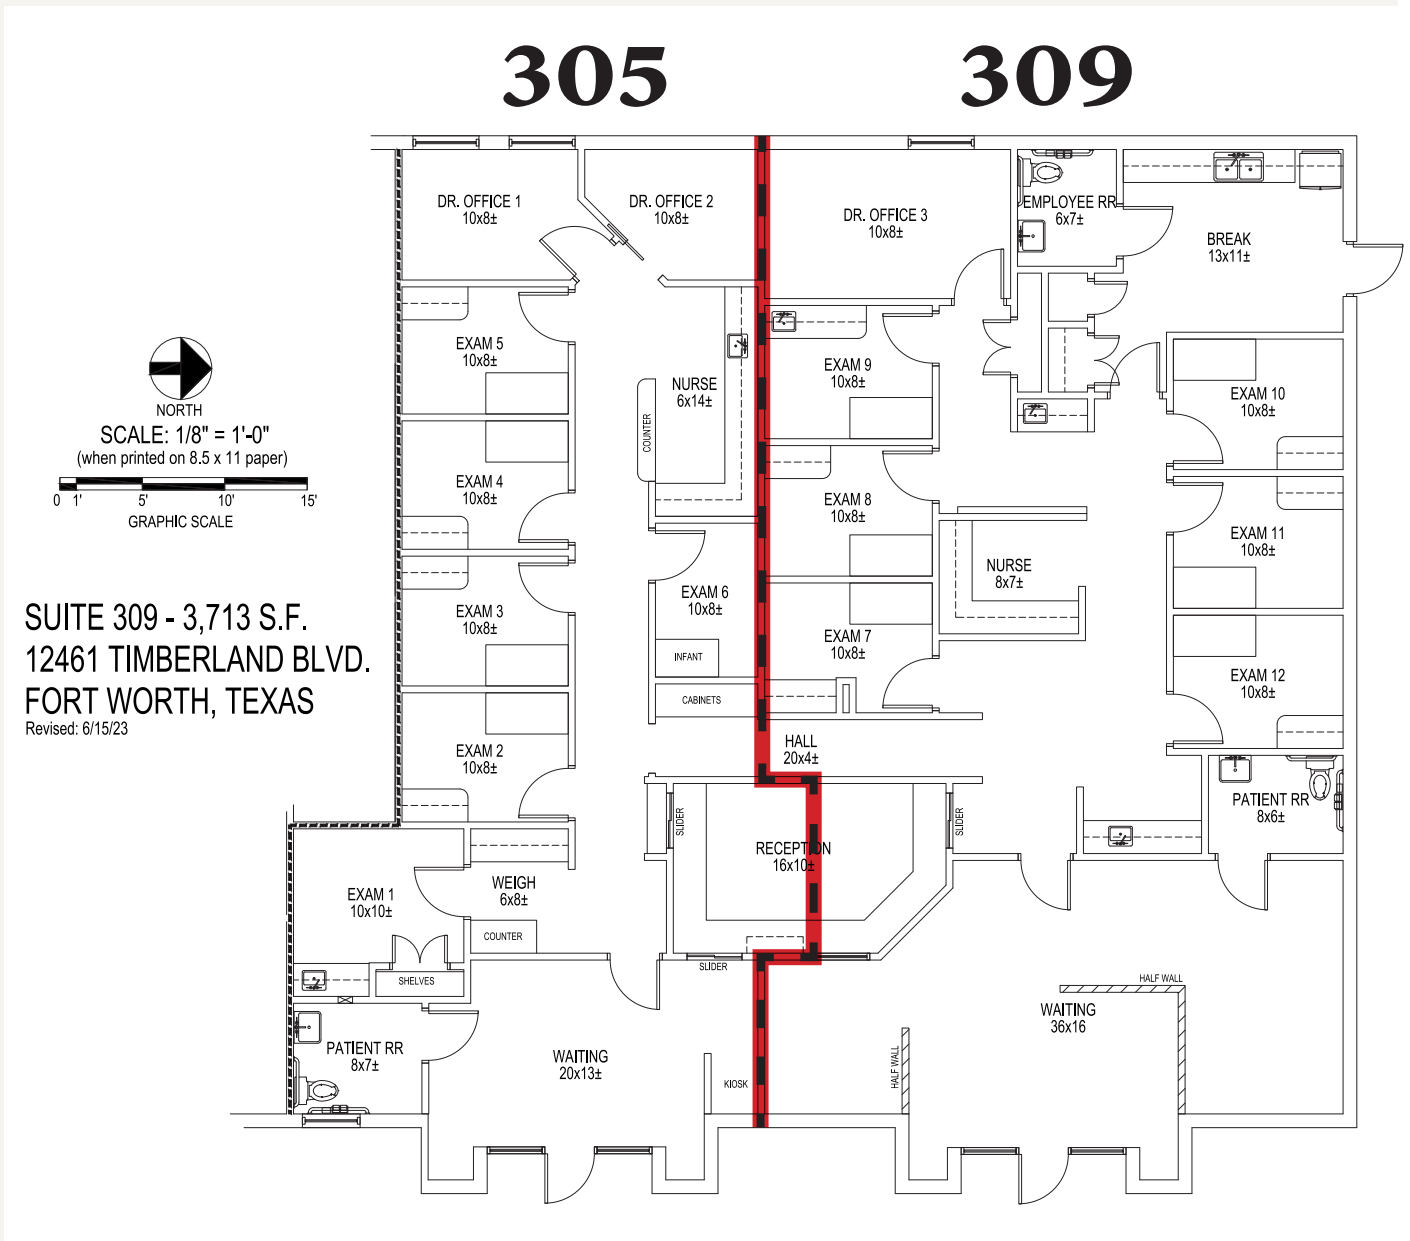 305
309
DR. OFFICE 1
10x8±
DR. OFFICE 2
10x8±
DR. OFFICE 3
10x8±
EMPLOYEE RR
6x7±
BREAK
13x11±
EXAM 5
10x8±
NURSE
6x14±
COUNTER
EXAM 9
10x8±
EXAM 10
10x8±
NORTH
SCALE: 1/8" = 1'-0"
(when printed on 8.5 x 11 paper)
0 1' 5' 10' 15'
GRAPHIC SCALE
EXAM 4
10x8±
EXAM 8
10x8±
EXAM 11
10x8±
NURSE
8x7±
SUITE 309 - 3,713 S.F.
12461 TIMBERLAND BLVD.
FORT WORTH, TEXAS
Revised: 6/15/23
EXAM 3
10x8±
EXAM 6
10x8±
INFANT
CABINETS
EXAM 7
10x8±
EXAM 12
10x8±
EXAM 2
10x8±
HALL
20x4±
SLIDER
RECEPTION
16x10±
SLIDER
PATIENT RR
8x6±
EXAM 1
10x10±
WEIGH
6x8±
COUNTER
SHELVES
SLIDER
HALF WALL
WAITING
36x16
HALF WALL
PATIENT RR
8x7±
WAITING
20x13±
KIOSK